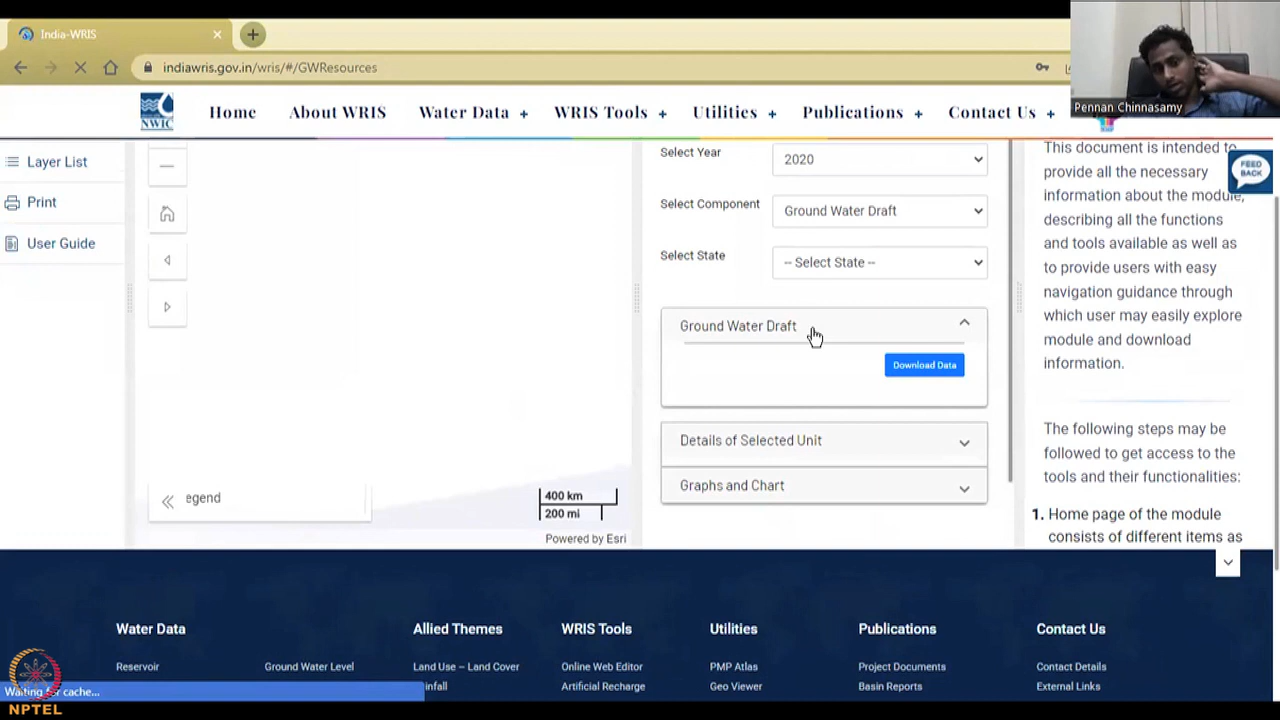 India-WRIS
indiawris.gov.in/wris/#/GWResources
Pennan Chinnasamy
NWIC
Home
About WRIS
Water Data +
WRIS Tools +
Utilities +
Publications +
Contact Us +
Layer List
Print
User Guide
Select Year
2020
Select Component
Ground Water Draft
Select State
-- Select State --
Ground Water Draft
Download Data
Details of Selected Unit
Graphs and Chart
egend
400 km
200 mi
Powered by Esri
FEED
BACK
This document is intended to
provide all the necessary
information about the module,
describing all the functions
and tools available as well as
to provide users with easy
navigation guidance through
which user may easily explore
module and download
information.
The following steps may be
followed to get access to the
tools and their functionalities:
1. Home page of the module
consists of different items as
Water Data
Allied Themes
WRIS Tools
Utilities
Publications
Contact Us
Reservoir
Ground Water Level
Land Use – Land Cover
Online Web Editor
PMP Atlas
Project Documents
Contact Details
infall
Artificial Recharge
Geo Viewer
Basin Reports
External Links
Waiting for cache...
NPTEL